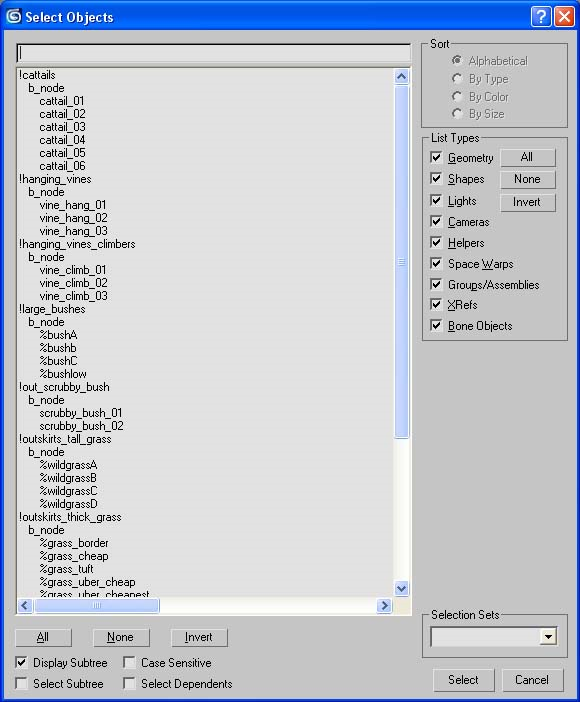 Select Objects
!cattails
b_node
cattail_01
cattail_02
cattail_03
cattail_04
cattail_05
cattail_06
!hanging_vines
b_node
vine_hang_01
vine_hang_02
vine_hang_03
!hanging_vines_climbers
b_node
vine_climb_01
vine_climb_02
vine_climb_03
!large_bushes
b_node
%bushA
%bushb
%bushC
%bushlow
!out_scrubby_bush
b_node
scrubby_bush_01
scrubby_bush_02
!outskirts_tall_grass
b_node
%wildgrassA
%wildgrassB
%wildgrassC
%wildgrassD
!outskirts_thick_grass
b_node
%grass_border
%grass_cheap
%grass_tuft
%grass_uber_cheap
%grass_uber_cheapest
All None Invert
Display Subtree Case Sensitive
Select Subtree Select Dependents
Sort
Alphabetical
By Type
By Color
By Size
List Types
Geometry All
Shapes None
Lights Invert
Cameras
Helpers
Space Warps
Groups/Assemblies
XRefs
Bone Objects
Selection Sets
Select Cancel